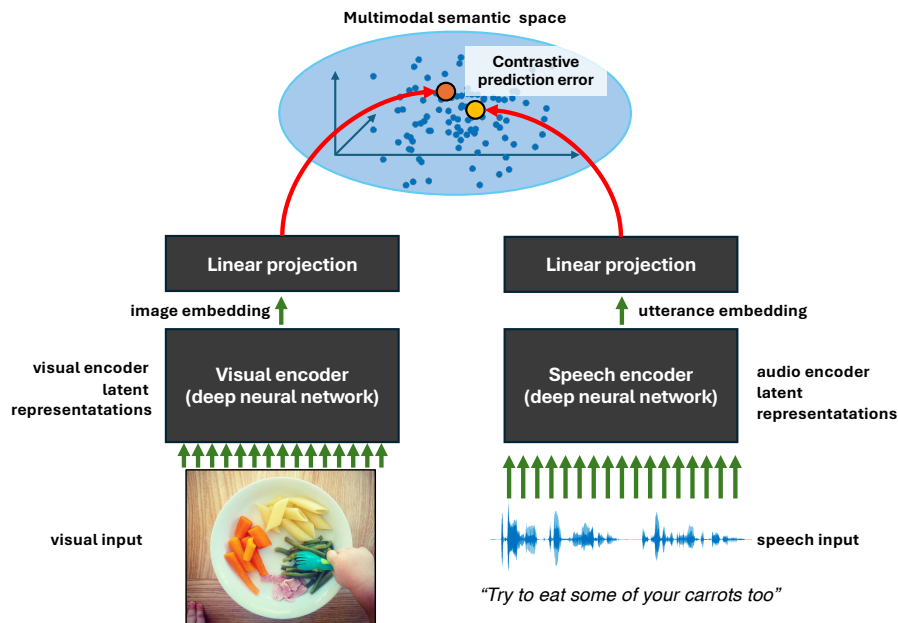 Multimodal semantic space
Contrastive
prediction error
Linear projection
Linear projection
image embedding
utterance embedding
visual encoder
latent
representatations
Visual encoder
(deep neural network)
Speech encoder
(deep neural network)
audio encoder
latent
representatations
visual input
speech input
“Try to eat some of your carrots too”